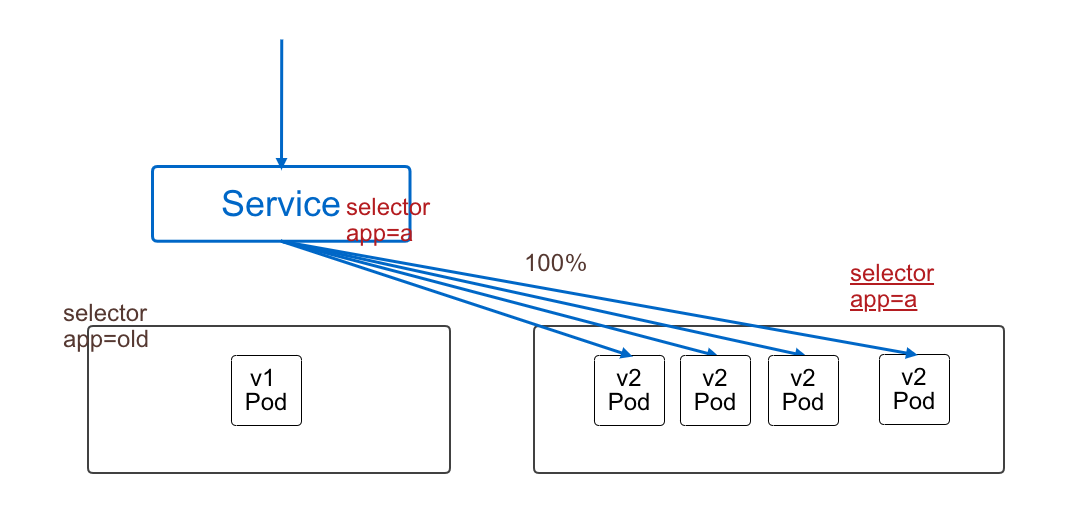 Service
selector
app=a
100%
selector
app=a
selector
app=old
v1
Pod
v2
Pod
v2
Pod
v2
Pod
v2
Pod